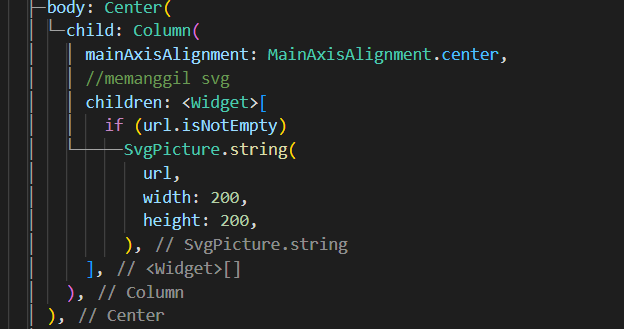 body: Center(
child: Column(
mainAxisAlignment: MainAxisAlignment.center,
//memanggil svg
children: <Widget>[
if (url.isNotEmpty)
SvgPicture.string(
url,
width: 200,
height: 200,
), // SvgPicture.string
], // <Widget>[]
), // Column
), // Center